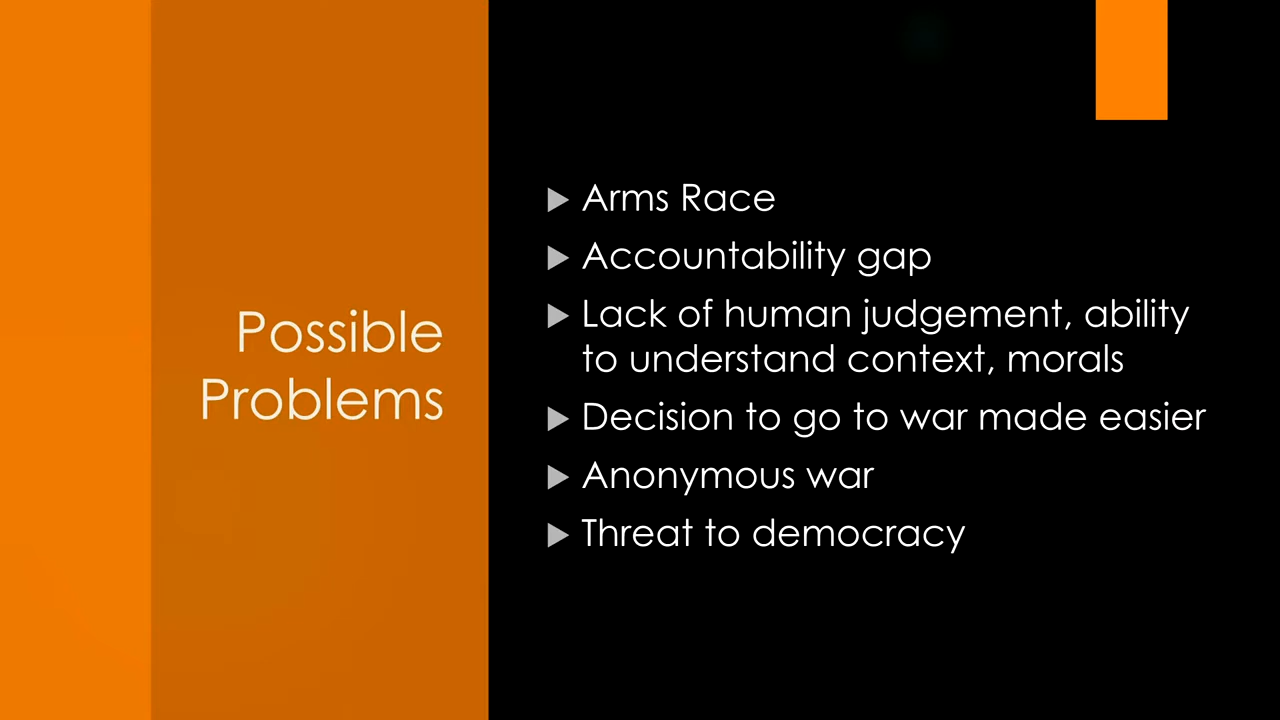 Possible
Problems
Arms Race
Accountability gap
Lack of human judgement, ability
to understand context, morals
Decision to go to war made easier
Anonymous war
Threat to democracy